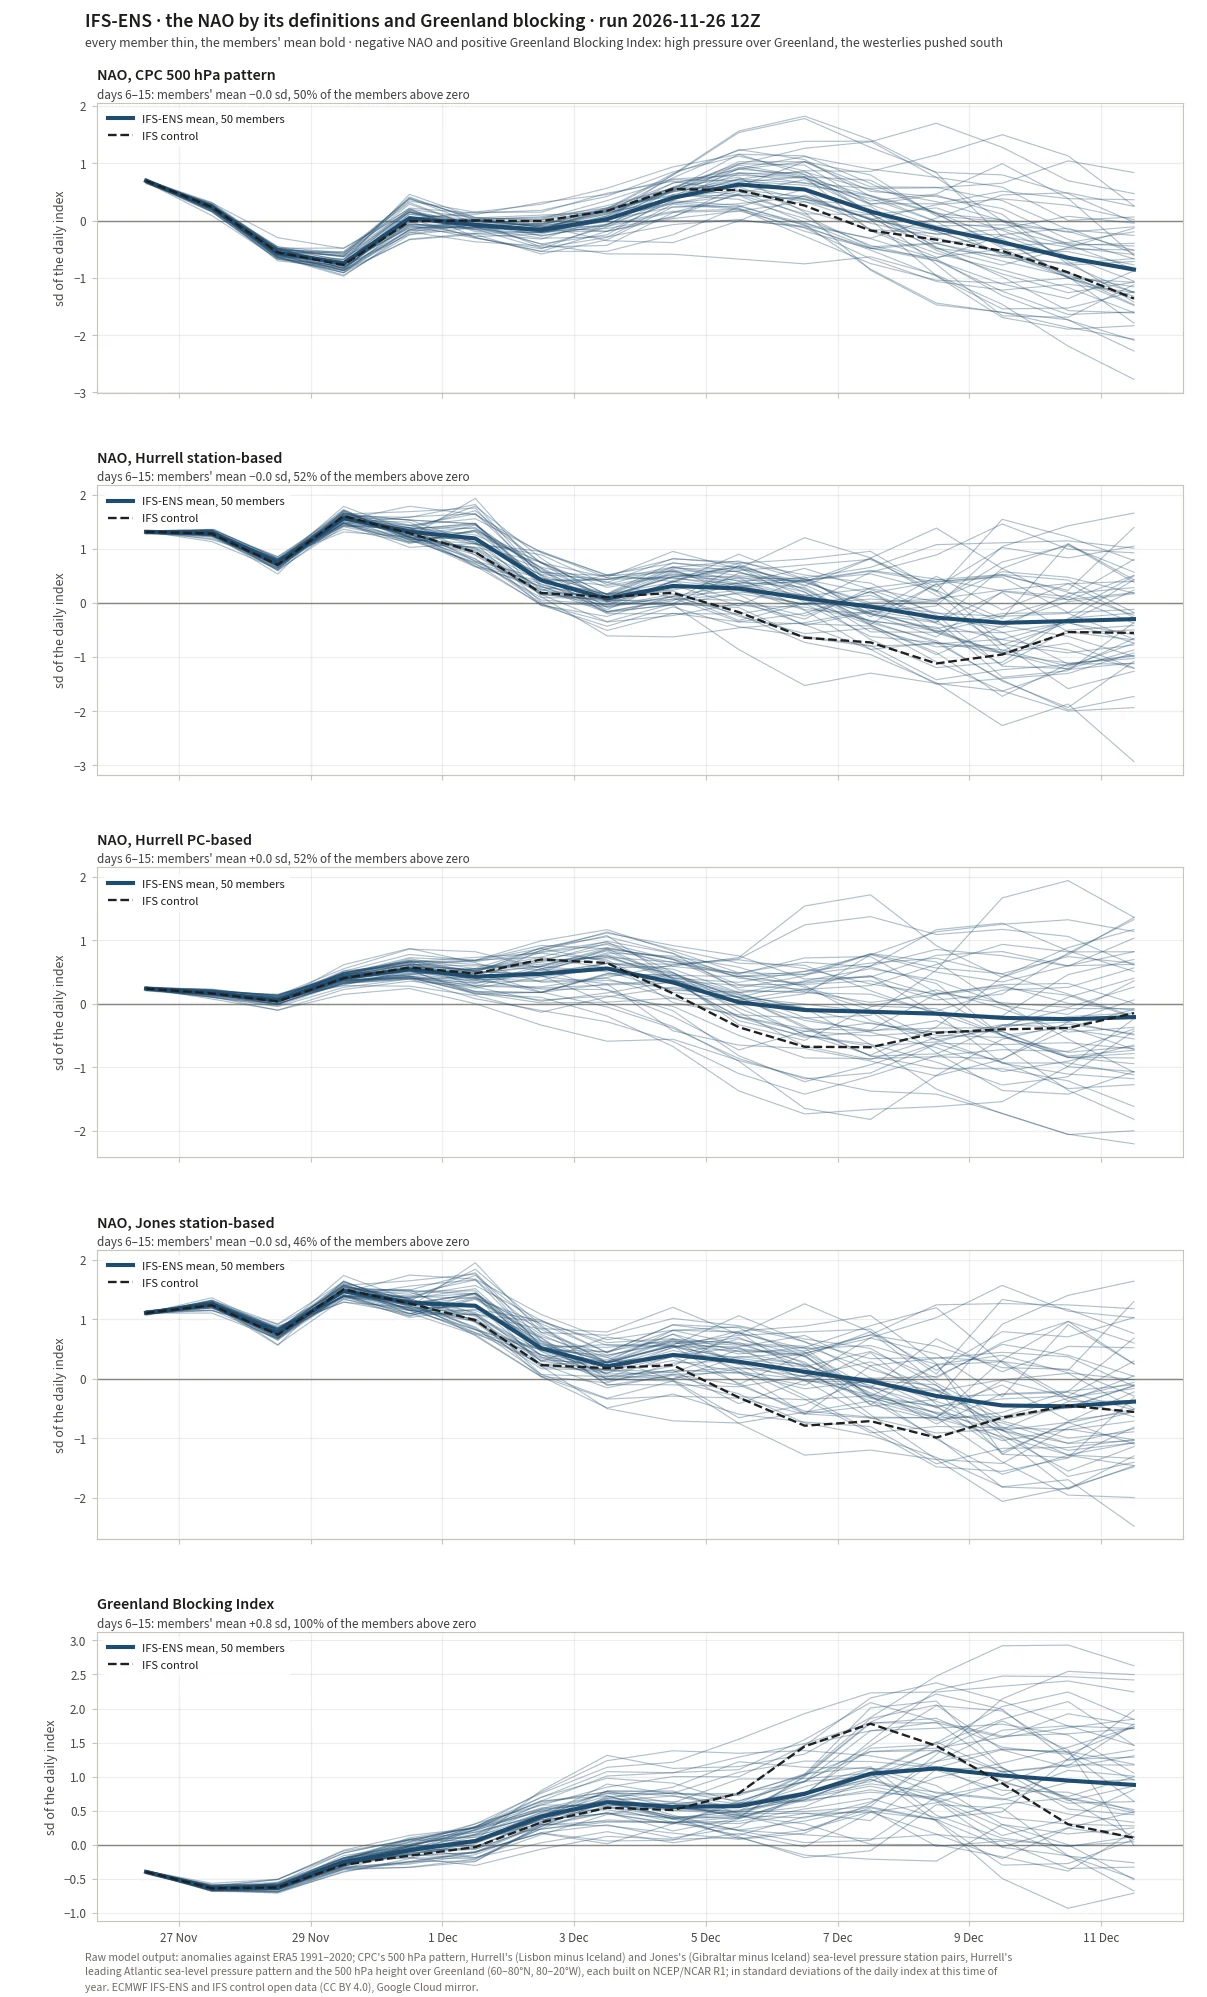 IFS-ENS · the NAO by its definitions and Greenland blocking · run 2026-11-26 12Z
every member thin, the members' mean bold · negative NAO and positive Greenland Blocking Index: high pressure over Greenland, the westerlies pushed south
NAO, CPC 500 hPa pattern
days 6–15: members' mean −0.0 sd, 50% of the members above zero
IFS-ENS mean, 50 members
IFS control
sd of the daily index
2
1
0
−1
−2
−3
NAO, Hurrell station-based
days 6–15: members' mean −0.0 sd, 52% of the members above zero
IFS-ENS mean, 50 members
IFS control
sd of the daily index
2
1
0
−1
−2
−3
NAO, Hurrell PC-based
days 6–15: members' mean +0.0 sd, 52% of the members above zero
IFS-ENS mean, 50 members
IFS control
sd of the daily index
2
1
0
−1
−2
NAO, Jones station-based
days 6–15: members' mean −0.0 sd, 46% of the members above zero
IFS-ENS mean, 50 members
IFS control
sd of the daily index
2
1
0
−1
−2
Greenland Blocking Index
days 6–15: members' mean +0.8 sd, 100% of the members above zero
IFS-ENS mean, 50 members
IFS control
sd of the daily index
3.0
2.5
2.0
1.5
1.0
0.5
0.0
−0.5
−1.0
27 Nov 29 Nov 1 Dec 3 Dec 5 Dec 7 Dec 9 Dec 11 Dec
Raw model output: anomalies against ERA5 1991–2020; CPC's 500 hPa pattern, Hurrell's (Lisbon minus Iceland) and Jones's (Gibraltar minus Iceland) sea-level pressure station pairs, Hurrell's
leading Atlantic sea-level pressure pattern and the 500 hPa height over Greenland (60–80°N, 80–20°W), each built on NCEP/NCAR R1; in standard deviations of the daily index at this time of
year. ECMWF IFS-ENS and IFS control open data (CC BY 4.0), Google Cloud mirror.